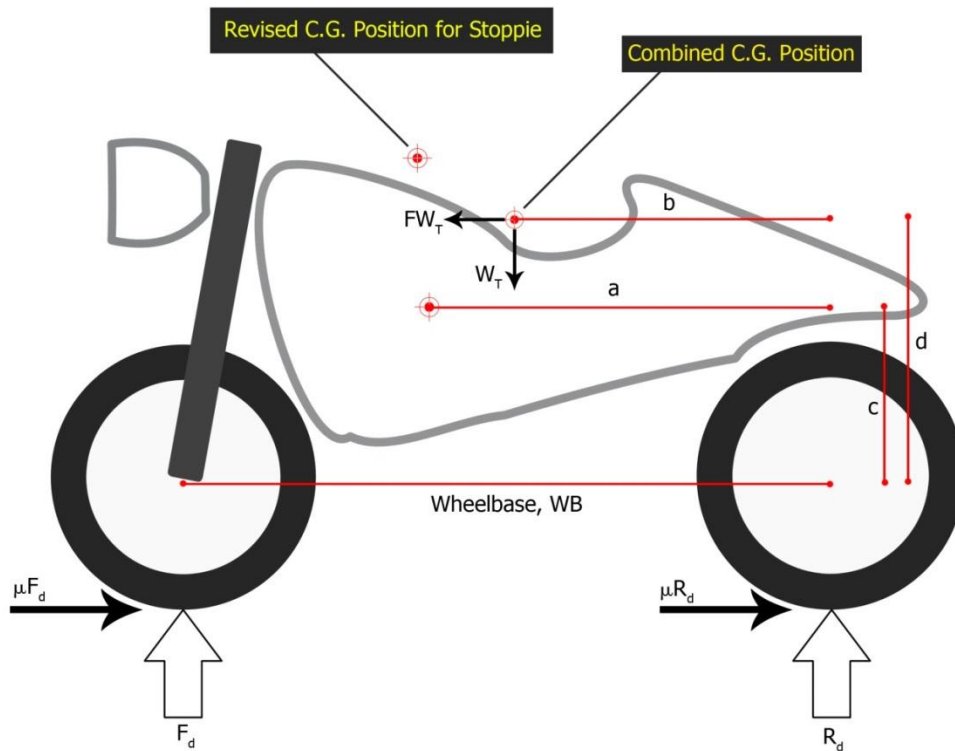 Revised C.G. Position for Stoppie
Combined C.G. Position
b
FW_T
W_T
a
d
c
Wheelbase, WB
μF_d
μR_d
F_d
R_d